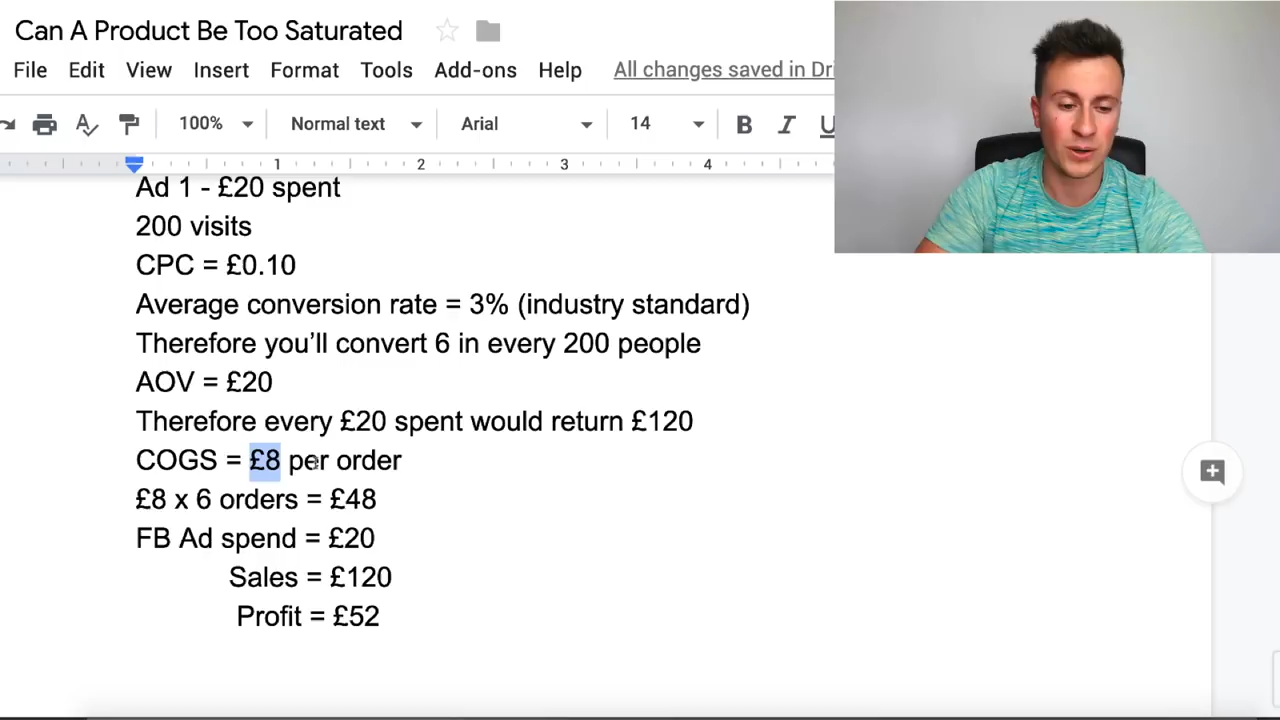 Can A Product Be Too Saturated
File Edit View Insert Format Tools Add-ons Help All changes saved in Dri
100% Normal text Arial 14 B I U
1 2 3 4
Ad 1 - £20 spent
200 visits
CPC = £0.10
Average conversion rate = 3% (industry standard)
Therefore you’ll convert 6 in every 200 people
AOV = £20
Therefore every £20 spent would return £120
COGS = £8 per order
£8 x 6 orders = £48
FB Ad spend = £20
Sales = £120
Profit = £52